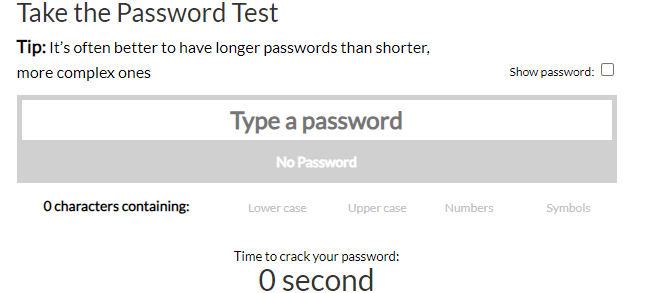 Take the Password Test
Tip: It's often better to have longer passwords than shorter,
more complex ones
Show password:
Type a password
No Password
0 characters containing:
Lower case
Upper case
Numbers
Symbols
Time to crack your password:
0 second